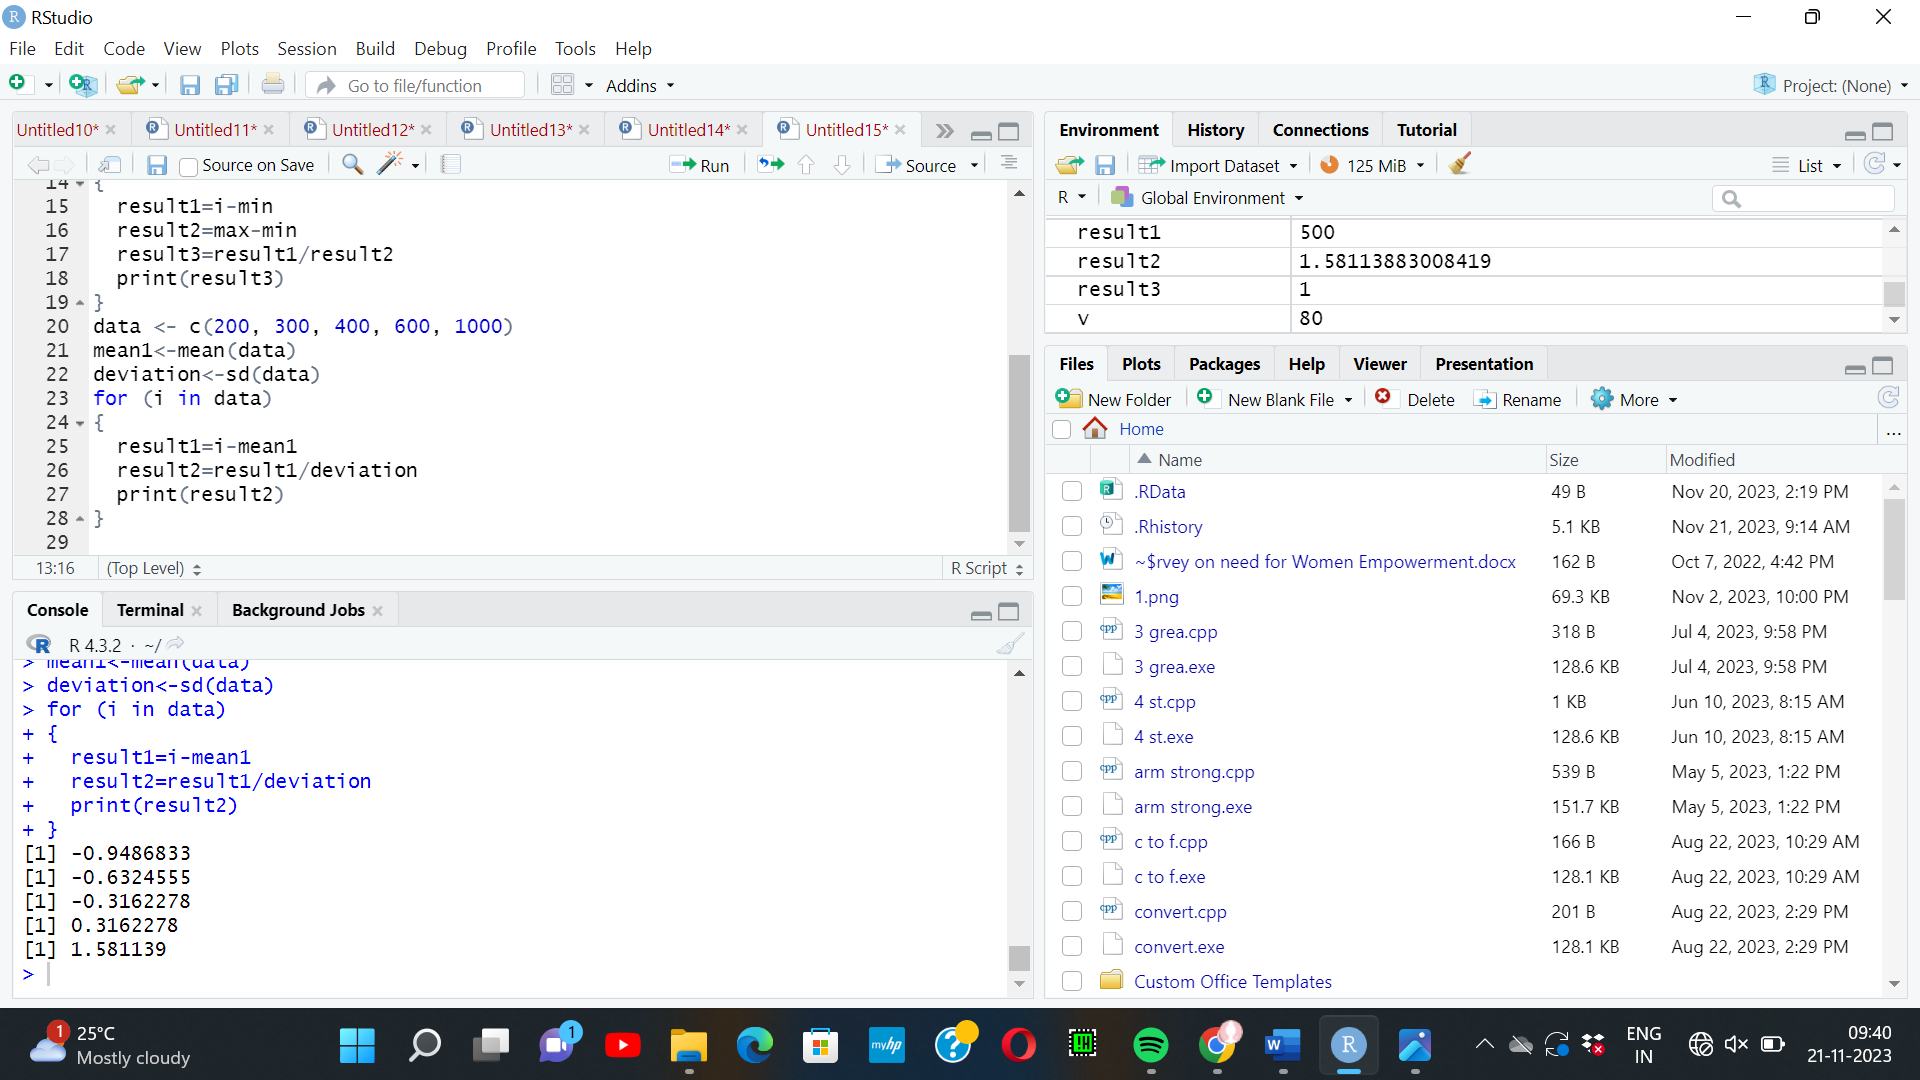 RStudio
File Edit Code View Plots Session Build Debug Profile Tools Help
Go to file/function Addins Project: (None)
Untitled10* Untitled11* Untitled12* Untitled13* Untitled14* Untitled15*
Source on Save Run Source
14 {
15 result1=i-min
16 result2=max-min
17 result3=result1/result2
18 print(result3)
19 }
20 data <- c(200, 300, 400, 600, 1000)
21 mean1<-mean(data)
22 deviation<-sd(data)
23 for (i in data)
24 {
25 result1=i-mean1
26 result2=result1/deviation
27 print(result2)
28 }
29
13:16 (Top Level) R Script
Console Terminal Background Jobs
R 4.3.2 · ~/
> mean1<-mean(data)
> deviation<-sd(data)
> for (i in data)
+ {
+ result1=i-mean1
+ result2=result1/deviation
+ print(result2)
+ }
[1] -0.9486833
[1] -0.6324555
[1] -0.3162278
[1] 0.3162278
[1] 1.581139
>
Environment History Connections Tutorial
Import Dataset 125 MiB List
R Global Environment
result1 500
result2 1.58113883008419
result3 1
v 80
Files Plots Packages Help Viewer Presentation
New Folder New Blank File Delete Rename More
Home ...
Name Size Modified
.RData 49 B Nov 20, 2023, 2:19 PM
.Rhistory 5.1 KB Nov 21, 2023, 9:14 AM
~$rvey on need for Women Empowerment.docx 162 B Oct 7, 2022, 4:42 PM
1.png 69.3 KB Nov 2, 2023, 10:00 PM
3 grea.cpp 318 B Jul 4, 2023, 9:58 PM
3 grea.exe 128.6 KB Jul 4, 2023, 9:58 PM
4 st.cpp 1 KB Jun 10, 2023, 8:15 AM
4 st.exe 128.6 KB Jun 10, 2023, 8:15 AM
arm strong.cpp 539 B May 5, 2023, 1:22 PM
arm strong.exe 151.7 KB May 5, 2023, 1:22 PM
c to f.cpp 166 B Aug 22, 2023, 10:29 AM
c to f.exe 128.1 KB Aug 22, 2023, 10:29 AM
convert.cpp 201 B Aug 22, 2023, 2:29 PM
convert.exe 128.1 KB Aug 22, 2023, 2:29 PM
Custom Office Templates
1 25°C
Mostly cloudy
1
myhp
ENG
IN
09:40
21-11-2023